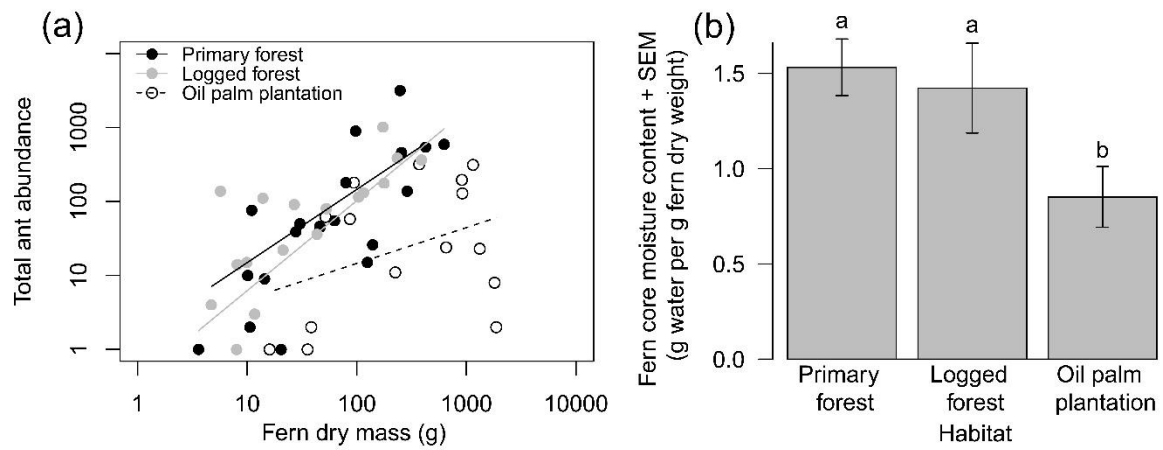 (a)
Primary forest
Logged forest
Oil palm plantation
Total ant abundance
1000
100
10
1
1
10
100
1000
10000
Fern dry mass (g)
(b)
Fern core moisture content + SEM
(g water per g fern dry weight)
1.5
1.0
0.5
0.0
a
a
b
Primary
forest
Logged
forest
Oil palm
plantation
Habitat